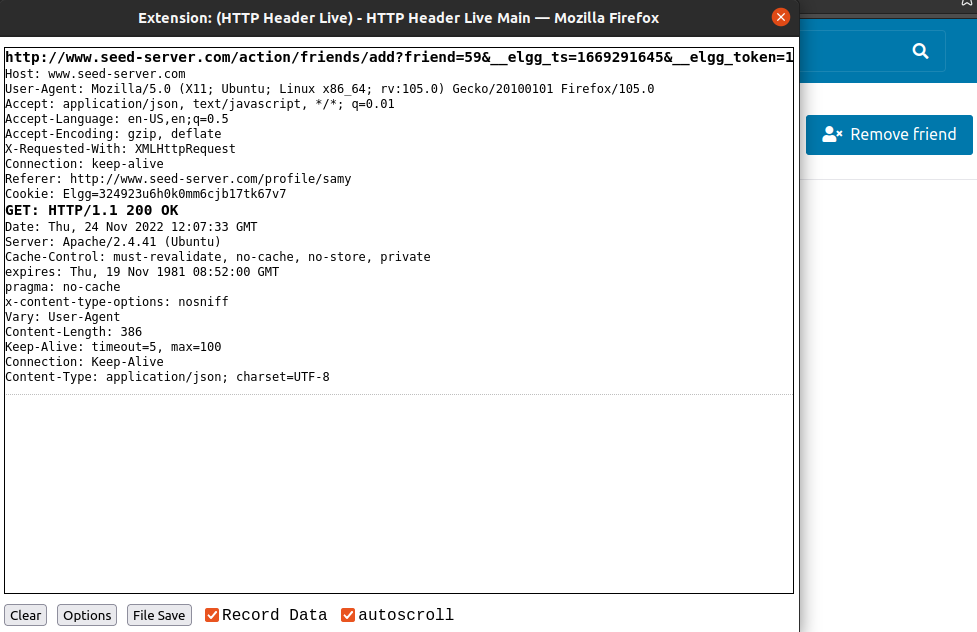 Extension: (HTTP Header Live) - HTTP Header Live Main — Mozilla Firefox
http://www.seed-server.com/action/friends/add?friend=59&__elgg_ts=1669291645&__elgg_token=1
Host: www.seed-server.com
User-Agent: Mozilla/5.0 (X11; Ubuntu; Linux x86_64; rv:105.0) Gecko/20100101 Firefox/105.0
Accept: application/json, text/javascript, */*; q=0.01
Accept-Language: en-US,en;q=0.5
Accept-Encoding: gzip, deflate
X-Requested-With: XMLHttpRequest
Connection: keep-alive
Referer: http://www.seed-server.com/profile/samy
Cookie: Elgg=324923u6h0k0mm6cjb17tk67v7
GET: HTTP/1.1 200 OK
Date: Thu, 24 Nov 2022 12:07:33 GMT
Server: Apache/2.4.41 (Ubuntu)
Cache-Control: must-revalidate, no-cache, no-store, private
expires: Thu, 19 Nov 1981 08:52:00 GMT
pragma: no-cache
x-content-type-options: nosniff
Vary: User-Agent
Content-Length: 386
Keep-Alive: timeout=5, max=100
Connection: Keep-Alive
Content-Type: application/json; charset=UTF-8
Remove friend
Clear Options File Save Record Data autoscroll